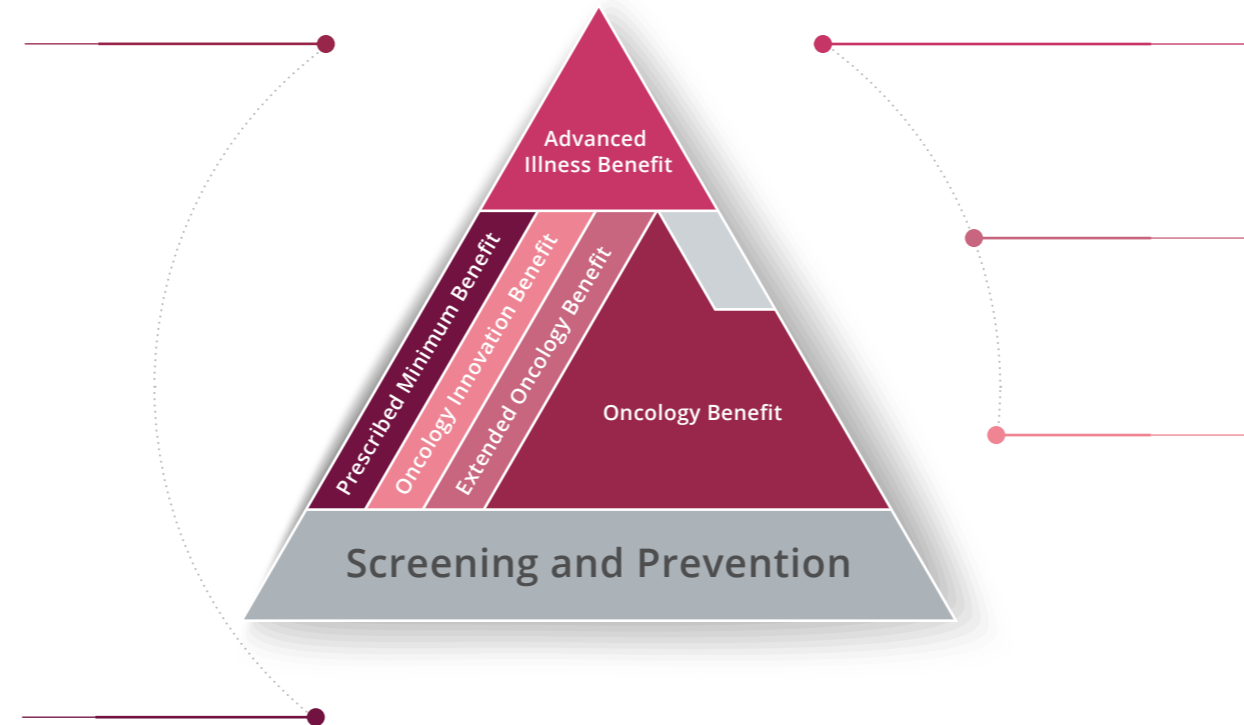 Advanced
Illness Benefit
Prescribed Minimum Benefit
Oncology Innovation Benefit
Extended Oncology Benefit
Oncology Benefit
Screening and Prevention